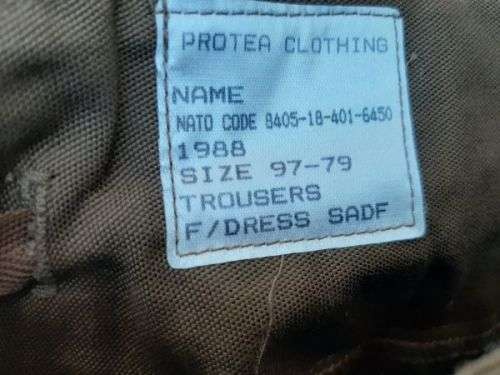 PROTEA CLOTHING
NAME
NATO CODE 8405-18-401-6450
1988
SIZE 97-79
TROUSERS
F/DRESS SADF